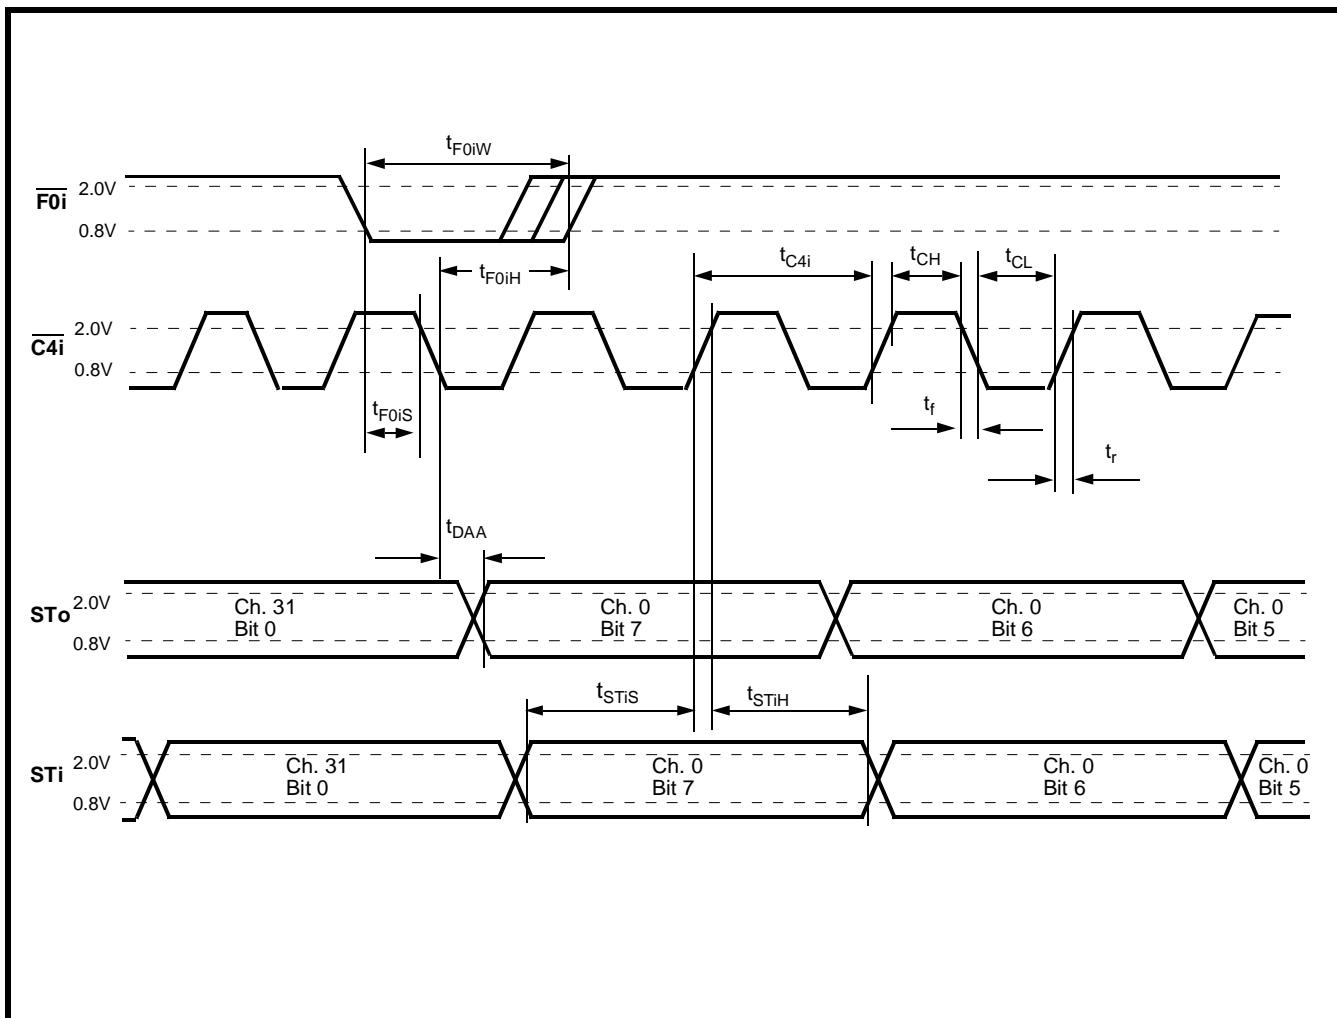 tF0iW
F0i
2.0V
0.8V
tF0iH
tC4i
tCH
tCL
C4i
2.0V
0.8V
tF0iS
tf
tr
tDAA
STo
2.0V
0.8V
Ch. 31
Bit 0
Ch. 0
Bit 7
Ch. 0
Bit 6
Ch. 0
Bit 5
tSTiS
tSTiH
STi
2.0V
0.8V
Ch. 31
Bit 0
Ch. 0
Bit 7
Ch. 0
Bit 6
Ch. 0
Bit 5